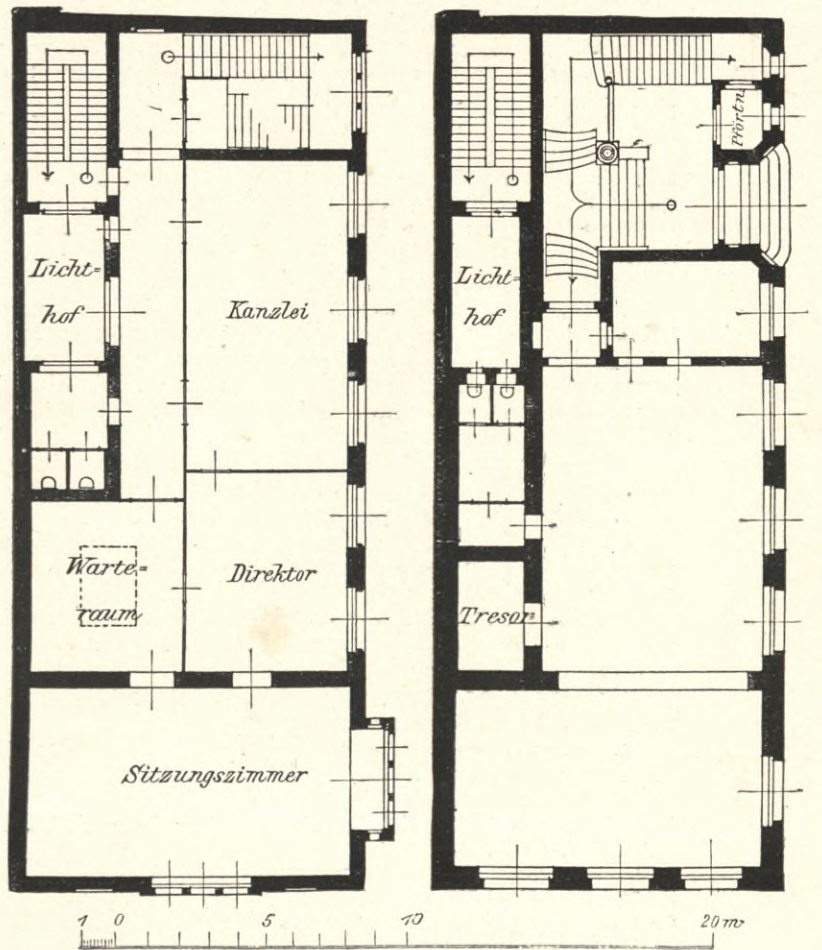 Licht=
hof
Kanzlei
Warte=
raum
Direktor
Sitzungszimmer
Pförtn.
Licht=
hof
Tresor
1 0 5 10 20 m